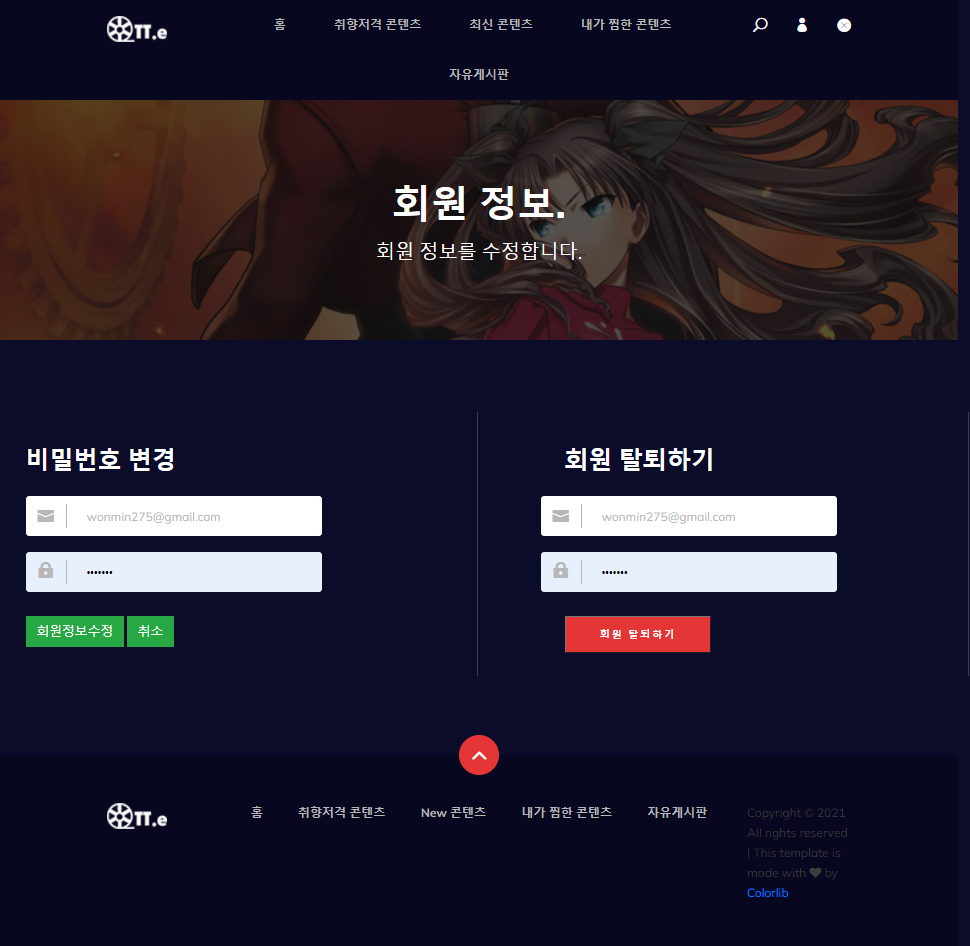 TT.e
홈 취향저격 콘텐츠 최신 콘텐츠 내가 찜한 콘텐츠
자유게시판
회원 정보.
회원 정보를 수정합니다.
비밀번호 변경
wonmin275@gmail.com
•••••••
회원정보수정 취소
회원 탈퇴하기
wonmin275@gmail.com
•••••••
회원 탈퇴하기
TT.e
홈 취향저격 콘텐츠 New 콘텐츠 내가 찜한 콘텐츠 자유게시판
Copyright © 2021
All rights reserved
| This template is
made with ♥ by
Colorlib